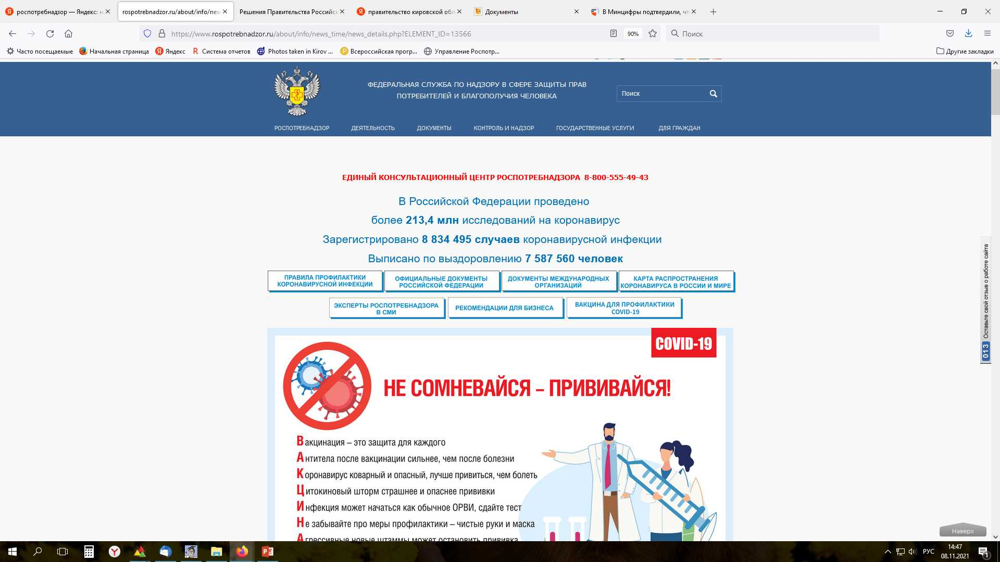 роспотребнадзор — Яндекс: н
rospotrebnadzor.ru/about/info/new
Решения Правительства Российск
правительство кировской обл
Документы
В Минцифры подтвердили, чт
https://www.rospotrebnadzor.ru/about/info/news_time/news_details.php?ELEMENT_ID=13566
90%
Поиск
Часто посещаемые
Начальная страница
Яндекс
Система отчетов
Photos taken in Kirov ...
Всероссийская прогр...
Управление Роспотр...
Другие закладки
ФЕДЕРАЛЬНАЯ СЛУЖБА ПО НАДЗОРУ В СФЕРЕ ЗАЩИТЫ ПРАВ
ПОТРЕБИТЕЛЕЙ И БЛАГОПОЛУЧИЯ ЧЕЛОВЕКА
Поиск
РОСПОТРЕБНАДЗОР
ДЕЯТЕЛЬНОСТЬ
ДОКУМЕНТЫ
КОНТРОЛЬ И НАДЗОР
ГОСУДАРСТВЕННЫЕ УСЛУГИ
ДЛЯ ГРАЖДАН
ЕДИНЫЙ КОНСУЛЬТАЦИОННЫЙ ЦЕНТР РОСПОТРЕБНАДЗОРА 8-800-555-49-43
В Российской Федерации проведено
более 213,4 млн исследований на коронавирус
Зарегистрировано 8 834 495 случаев коронавирусной инфекции
Выписано по выздоровлению 7 587 560 человек
ПРАВИЛА ПРОФИЛАКТИКИ
КОРОНАВИРУСНОЙ ИНФЕКЦИИ
ОФИЦИАЛЬНЫЕ ДОКУМЕНТЫ
РОССИЙСКОЙ ФЕДЕРАЦИИ
ДОКУМЕНТЫ МЕЖДУНАРОДНЫХ
ОРГАНИЗАЦИЙ
КАРТА РАСПРОСТРАНЕНИЯ
КОРОНАВИРУСА В РОССИИ И МИРЕ
ЭКСПЕРТЫ РОСПОТРЕБНАДЗОРА
В СМИ
РЕКОМЕНДАЦИИ ДЛЯ БИЗНЕСА
ВАКЦИНА ДЛЯ ПРОФИЛАКТИКИ
COVID-19
Оставьте свой отзыв о работе сайта
013
COVID-19
НЕ СОМНЕВАЙСЯ – ПРИВИВАЙСЯ!
Вакцинация – это защита для каждого
Антитела после вакцинации сильнее, чем после болезни
Коронавирус коварный и опасный, лучше привиться, чем болеть
Цитокиновый шторм страшнее и опаснее прививки
Инфекция может начаться как обычное ОРВИ, сдайте тест
Не забывайте про меры профилактики – чистые руки и маска
Агрессивные новые штаммы может остановить прививка
Наверх
РУС
14:47
08.11.2021
1